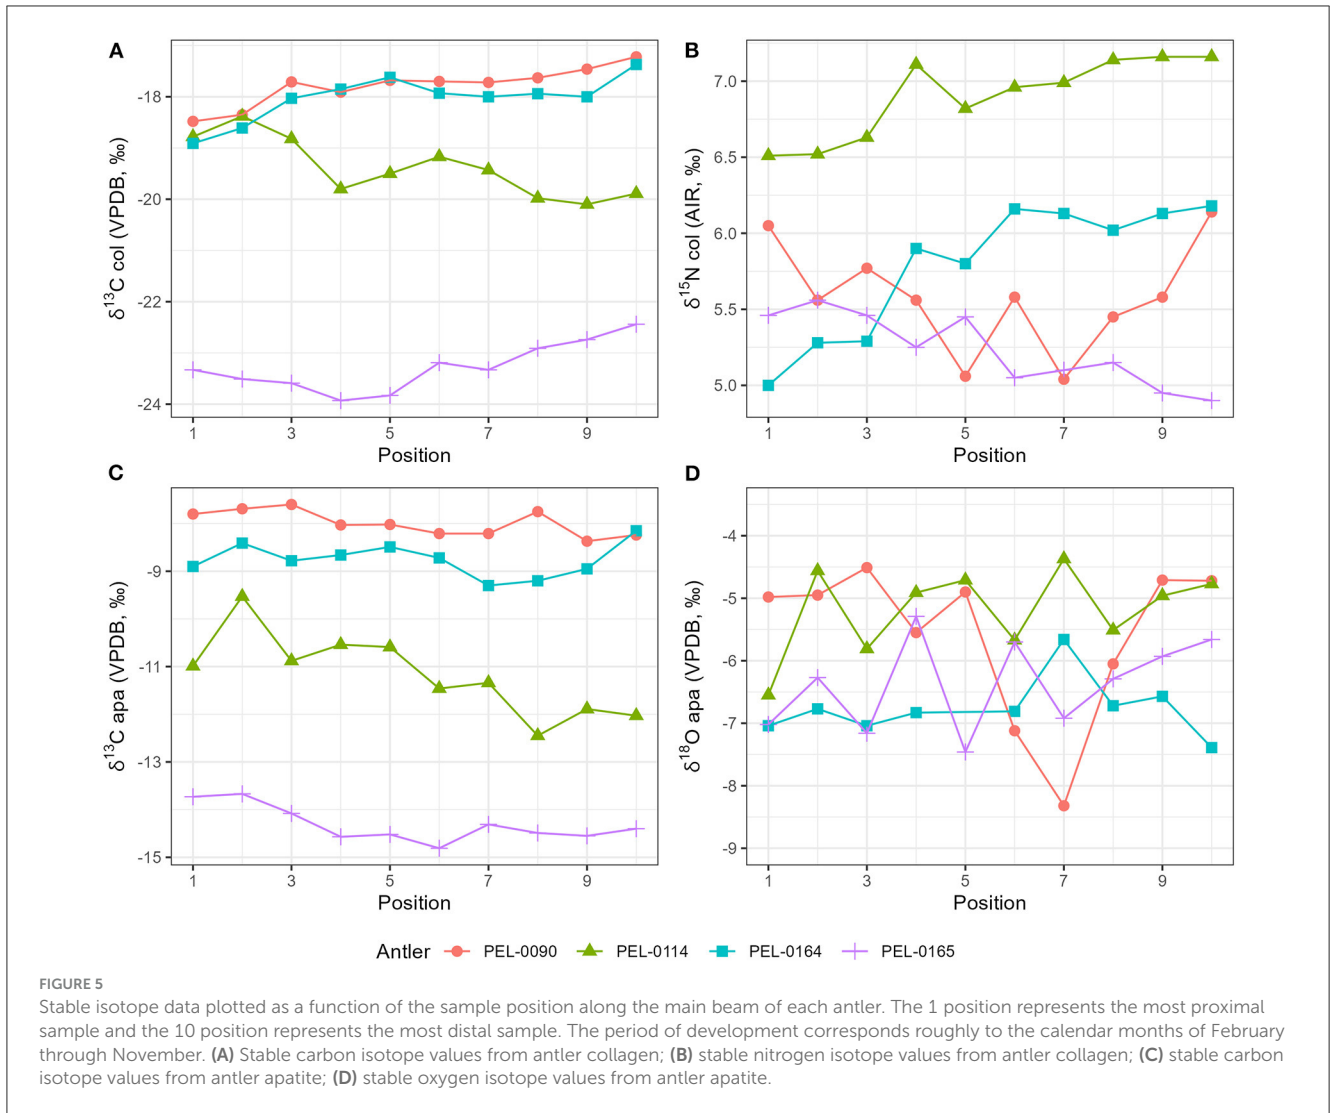 A
B
δ13C col (VPDB, ‰)
-18
-20
-22
-24
1 3 5 7 9
Position
δ15N col (AIR, ‰)
7.0
6.5
6.0
5.5
5.0
1 3 5 7 9
Position
C
D
δ13C apa (VPDB, ‰)
-9
-11
-13
-15
1 3 5 7 9
Position
δ18O apa (VPDB, ‰)
-4
-5
-6
-7
-8
-9
1 3 5 7 9
Position
Antler PEL-0090 PEL-0114 PEL-0164 PEL-0165
FIGURE 5
Stable isotope data plotted as a function of the sample position along the main beam of each antler. The 1 position represents the most proximal
sample and the 10 position represents the most distal sample. The period of development corresponds roughly to the calendar months of February
through November. (A) Stable carbon isotope values from antler collagen; (B) stable nitrogen isotope values from antler collagen; (C) stable carbon
isotope values from antler apatite; (D) stable oxygen isotope values from antler apatite.